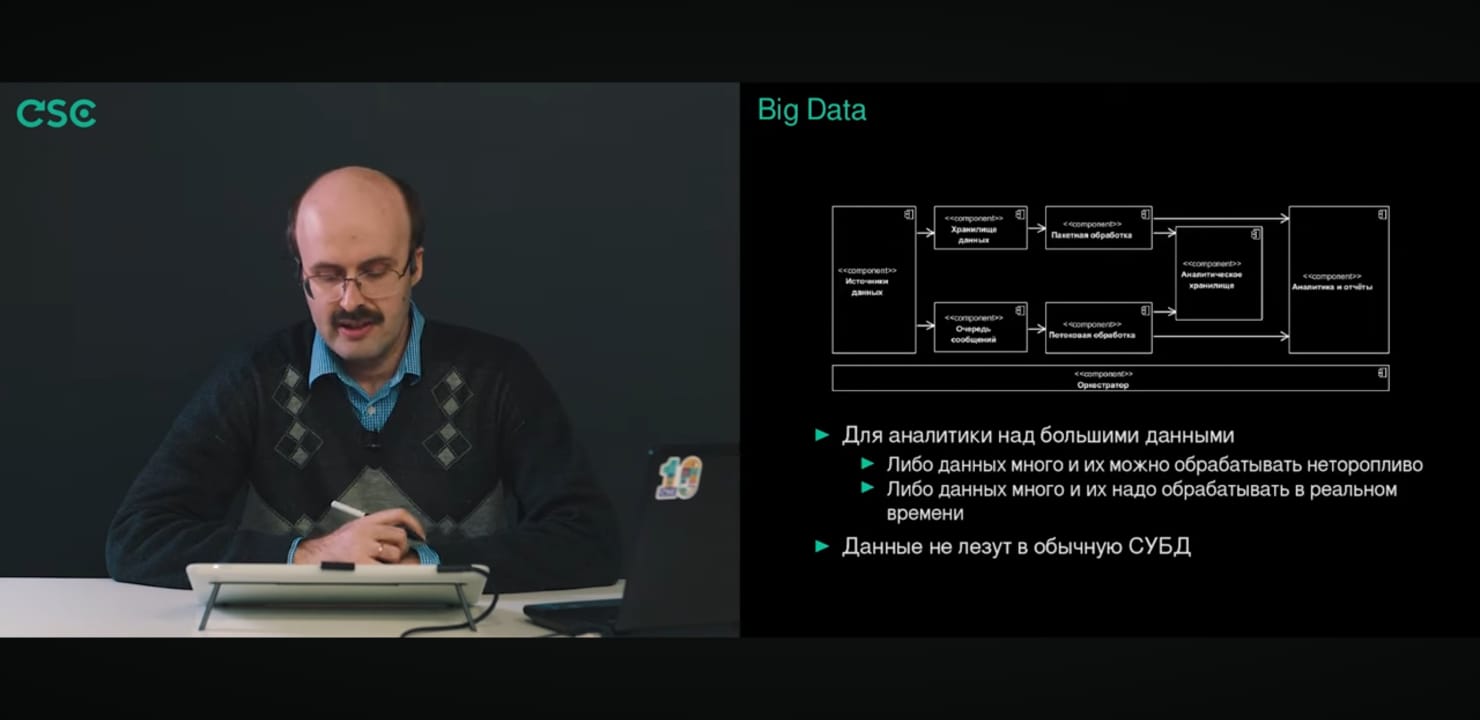 CSC
Big Data
<<component>>
Источники
данных
<<component>>
Хранилище
данных
<<component>>
Пакетная обработка
<<component>>
Аналитическое
хранилище
<<component>>
Аналитика и отчёты
<<component>>
Очередь
сообщений
<<component>>
Потоковая обработка
<<component>>
Оркестратор
Для аналитики над большими данными
Либо данных много и их можно обрабатывать неторопливо
Либо данных много и их надо обрабатывать в реальном
времени
Данные не лезут в обычную СУБД